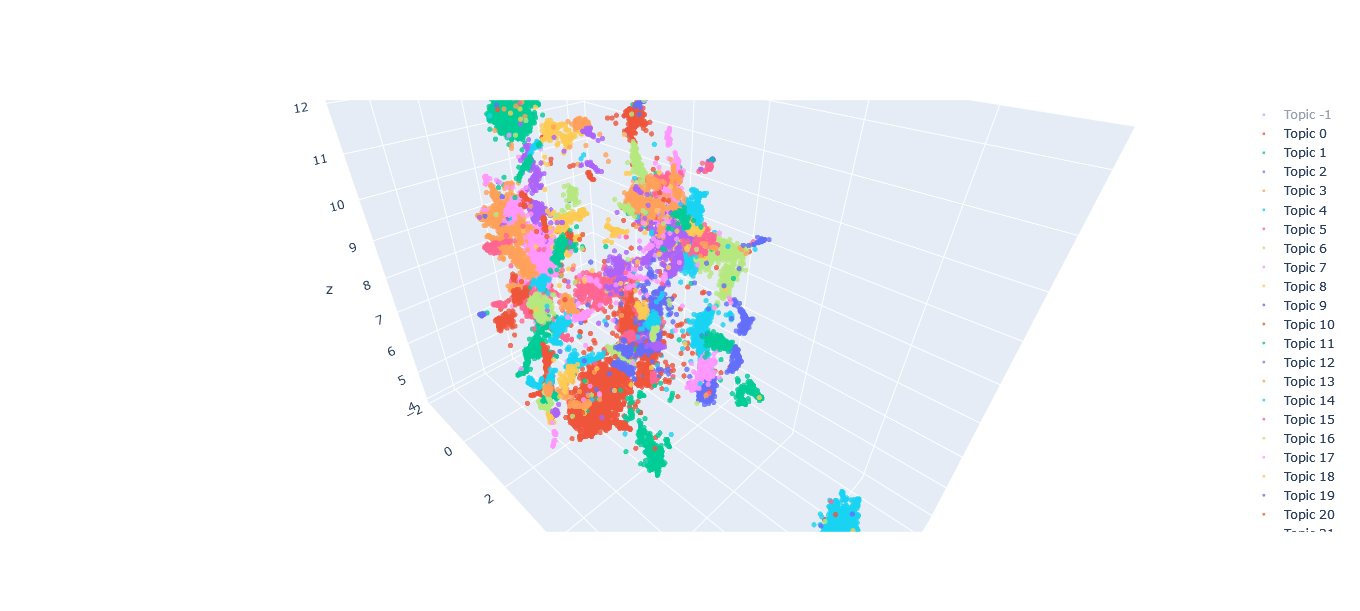 12
11
10
9
8
z
7
6
5
4
−2
0
2
Topic -1
Topic 0
Topic 1
Topic 2
Topic 3
Topic 4
Topic 5
Topic 6
Topic 7
Topic 8
Topic 9
Topic 10
Topic 11
Topic 12
Topic 13
Topic 14
Topic 15
Topic 16
Topic 17
Topic 18
Topic 19
Topic 20